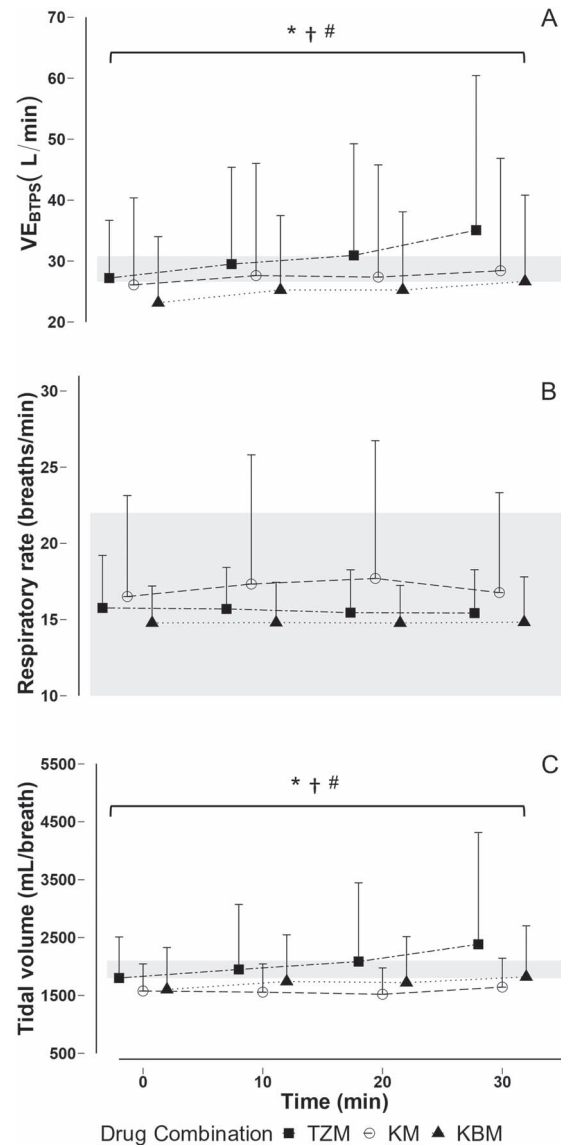 A
* † #
VE_BTPS( L/min)
70
60
50
40
30
20
B
Respiratory rate (breaths/min)
30
25
20
15
10
C
* † #
Tidal volume (mL/breath)
5500
4500
3500
2500
1500
500
0 10 20 30
Time (min)
Drug Combination TZM KM KBM